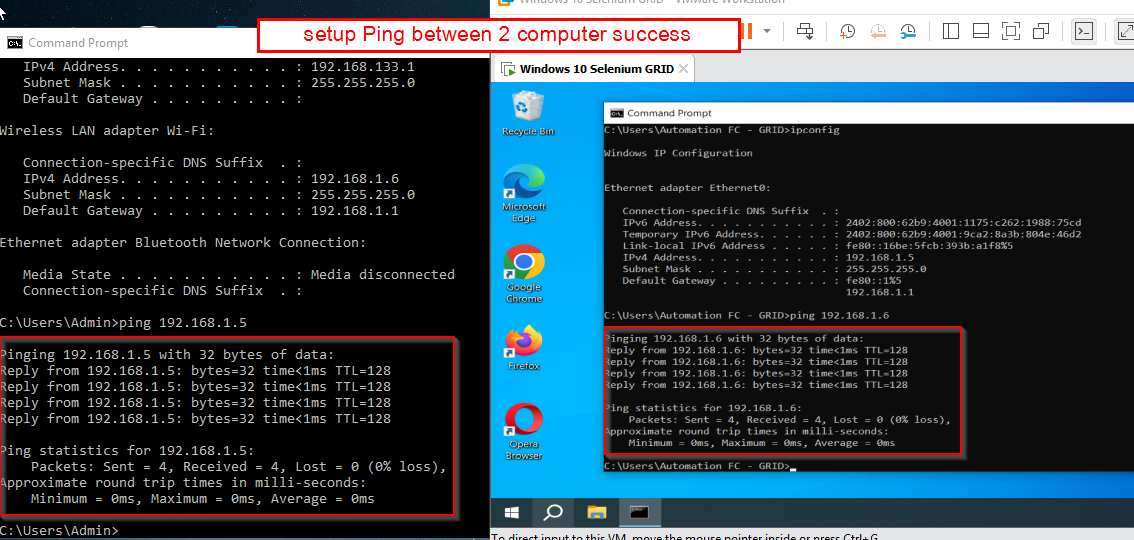 Windows 10 Selenium GRID - VMware Workstation
setup Ping between 2 computer success
Command Prompt
IPv4 Address. . . . . . . . . . . : 192.168.133.1
Subnet Mask . . . . . . . . . . . : 255.255.255.0
Default Gateway . . . . . . . . . :
Wireless LAN adapter Wi-Fi:
Connection-specific DNS Suffix  . :
IPv4 Address. . . . . . . . . . . : 192.168.1.6
Subnet Mask . . . . . . . . . . . : 255.255.255.0
Default Gateway . . . . . . . . . : 192.168.1.1
Ethernet adapter Bluetooth Network Connection:
Media State . . . . . . . . . . . : Media disconnected
Connection-specific DNS Suffix  . :
C:\Users\Admin>ping 192.168.1.5
Pinging 192.168.1.5 with 32 bytes of data:
Reply from 192.168.1.5: bytes=32 time<1ms TTL=128
Reply from 192.168.1.5: bytes=32 time<1ms TTL=128
Reply from 192.168.1.5: bytes=32 time<1ms TTL=128
Reply from 192.168.1.5: bytes=32 time<1ms TTL=128
Ping statistics for 192.168.1.5:
Packets: Sent = 4, Received = 4, Lost = 0 (0% loss),
Approximate round trip times in milli-seconds:
Minimum = 0ms, Maximum = 0ms, Average = 0ms
C:\Users\Admin>
Windows 10 Selenium GRID
Recycle Bin
Microsoft
Edge
Google
Chrome
Firefox
Opera
Browser
Command Prompt
C:\Users\Automation FC - GRID>ipconfig
Windows IP Configuration
Ethernet adapter Ethernet0:
Connection-specific DNS Suffix  . :
IPv6 Address. . . . . . . . . . . : 2402:800:62b9:4001:1175:c262:1988:75cd
Temporary IPv6 Address. . . . . . : 2402:800:62b9:4001:9ca2:8a3b:804e:46d2
Link-local IPv6 Address . . . . . : fe80::16be:5fcb:393b:a1f8%5
IPv4 Address. . . . . . . . . . . : 192.168.1.5
Subnet Mask . . . . . . . . . . . : 255.255.255.0
Default Gateway . . . . . . . . . : fe80::1%5
192.168.1.1
C:\Users\Automation FC - GRID>ping 192.168.1.6
Pinging 192.168.1.6 with 32 bytes of data:
Reply from 192.168.1.6: bytes=32 time<1ms TTL=128
Reply from 192.168.1.6: bytes=32 time<1ms TTL=128
Reply from 192.168.1.6: bytes=32 time<1ms TTL=128
Reply from 192.168.1.6: bytes=32 time<1ms TTL=128
Ping statistics for 192.168.1.6:
Packets: Sent = 4, Received = 4, Lost = 0 (0% loss),
Approximate round trip times in milli-seconds:
Minimum = 0ms, Maximum = 0ms, Average = 0ms
C:\Users\Automation FC - GRID>
To direct input to this VM, move the mouse pointer inside or press Ctrl+G.